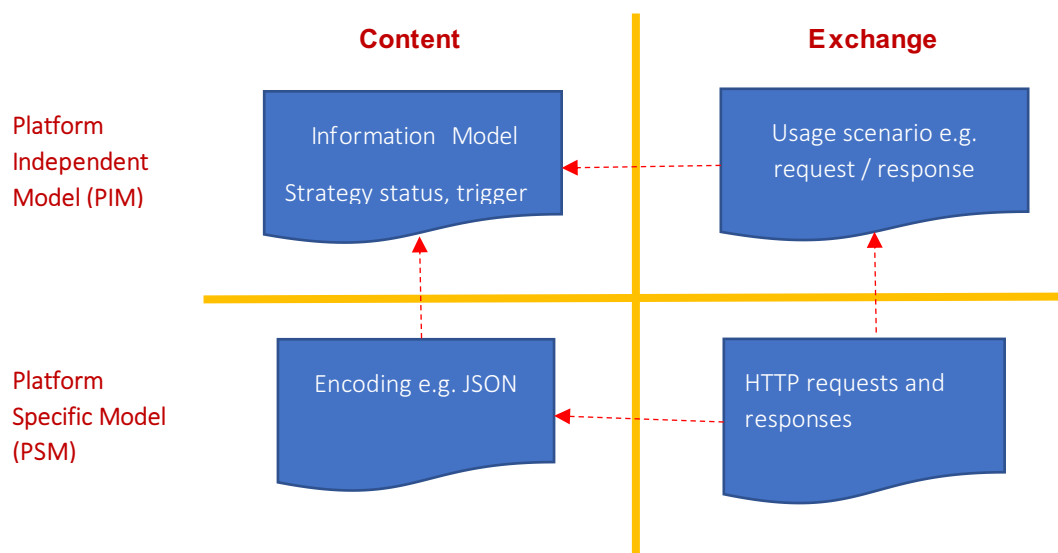 Content
Exchange
Platform
Independent
Model (PIM)
Information Model
Strategy status, trigger
Usage scenario e.g.
request / response
Platform
Specific Model
(PSM)
Encoding e.g. JSON
HTTP requests and
responses